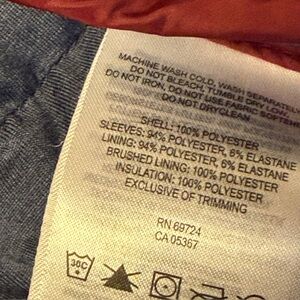 MACHINE WASH COLD, WASH SEPARATELY
DO NOT BLEACH, TUMBLE DRY LOW,
DO NOT IRON, DO NOT USE FABRIC SOFTENER
DO NOT DRYCLEAN
SHELL: 100% POLYESTER
SLEEVES: 94% POLYESTER, 6% ELASTANE
LINING: 94% POLYESTER, 6% ELASTANE
BRUSHED LINING: 100% POLYESTER
INSULATION: 100% POLYESTER
EXCLUSIVE OF TRIMMING
RN 69724
CA 05367
30C